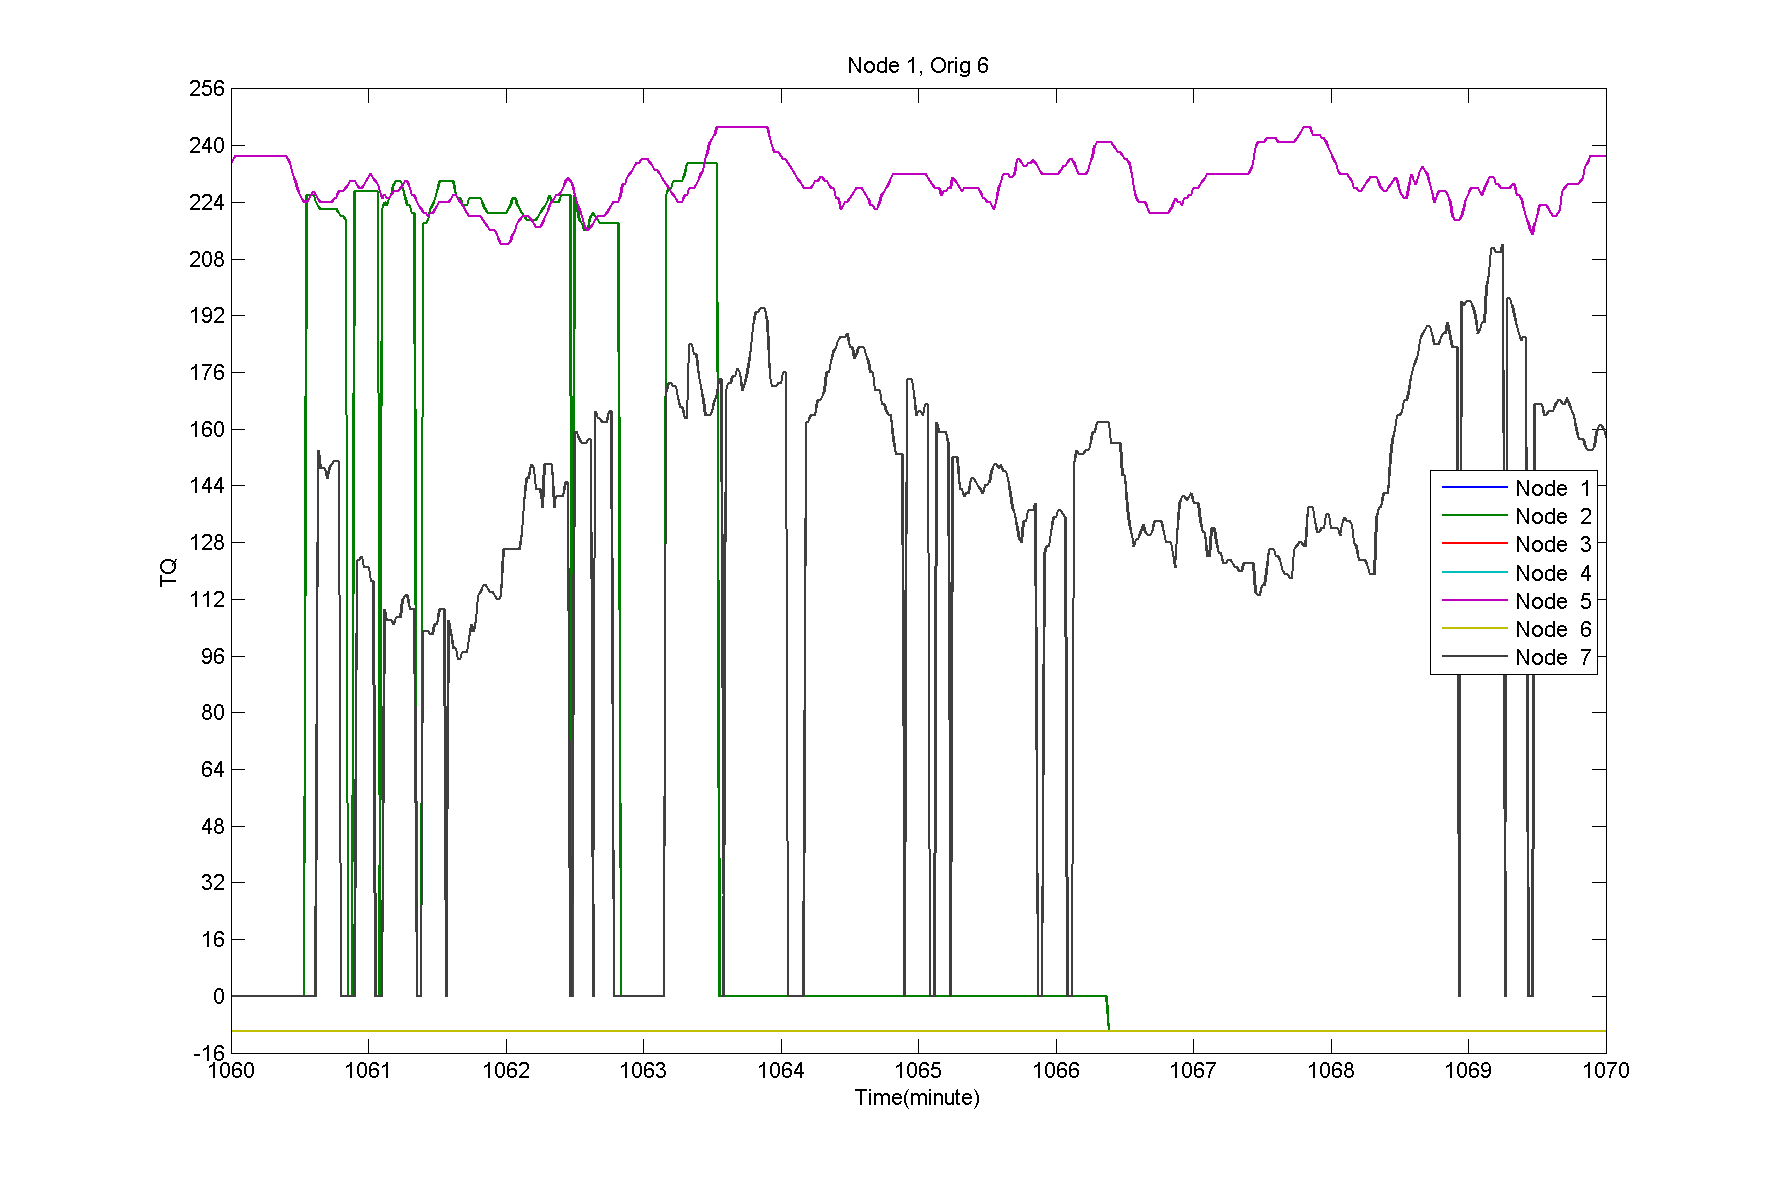 Node 1, Orig 6
256
240
224
208
192
176
160
144
128
112
96
80
64
48
32
16
0
-16
TQ
Node 1
Node 2
Node 3
Node 4
Node 5
Node 6
Node 7
1060 1061 1062 1063 1064 1065 1066 1067 1068 1069 1070
Time(minute)